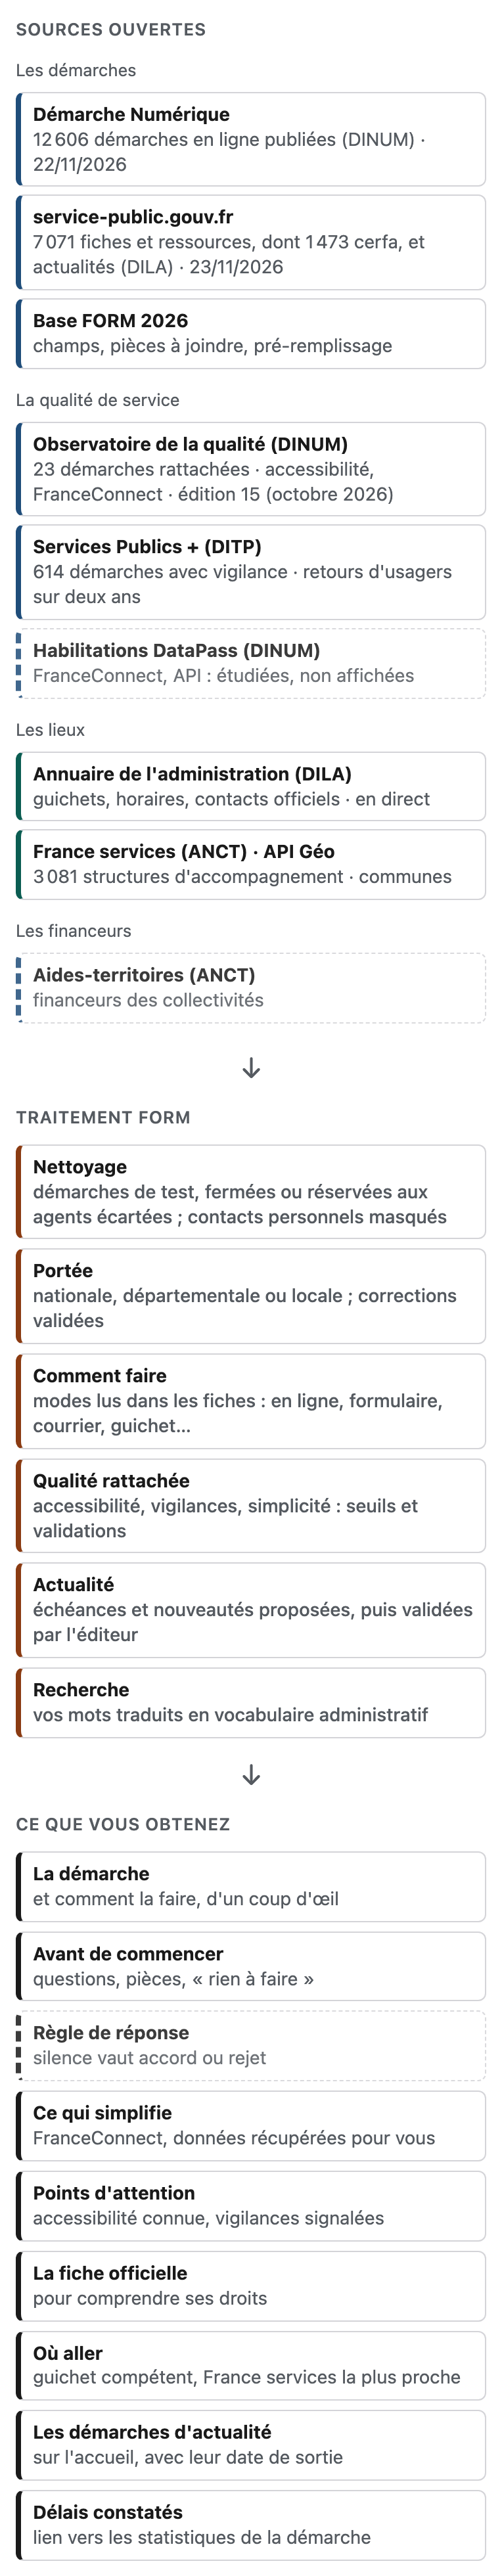 SOURCES OUVERTES
Les démarches
Démarche Numérique
12 606 démarches en ligne publiées (DINUM) ·
22/11/2026
service-public.gouv.fr
7 071 fiches et ressources, dont 1 473 cerfa, et
actualités (DILA) · 23/11/2026
Base FORM 2026
champs, pièces à joindre, pré-remplissage
La qualité de service
Observatoire de la qualité (DINUM)
23 démarches rattachées · accessibilité,
FranceConnect · édition 15 (octobre 2026)
Services Publics + (DITP)
614 démarches avec vigilance · retours d'usagers
sur deux ans
Habilitations DataPass (DINUM)
FranceConnect, API : étudiées, non affichées
Les lieux
Annuaire de l'administration (DILA)
guichets, horaires, contacts officiels · en direct
France services (ANCT) · API Géo
3 081 structures d'accompagnement · communes
Les financeurs
Aides-territoires (ANCT)
financeurs des collectivités
↓
TRAITEMENT FORM
Nettoyage
démarches de test, fermées ou réservées aux
agents écartées ; contacts personnels masqués
Portée
nationale, départementale ou locale ; corrections
validées
Comment faire
modes lus dans les fiches : en ligne, formulaire,
courrier, guichet…
Qualité rattachée
accessibilité, vigilances, simplicité : seuils et
validations
Actualité
échéances et nouveautés proposées, puis validées
par l'éditeur
Recherche
vos mots traduits en vocabulaire administratif
↓
CE QUE VOUS OBTENEZ
La démarche
et comment la faire, d'un coup d'œil
Avant de commencer
questions, pièces, « rien à faire »
Règle de réponse
silence vaut accord ou rejet
Ce qui simplifie
FranceConnect, données récupérées pour vous
Points d'attention
accessibilité connue, vigilances signalées
La fiche officielle
pour comprendre ses droits
Où aller
guichet compétent, France services la plus proche
Les démarches d'actualité
sur l'accueil, avec leur date de sortie
Délais constatés
lien vers les statistiques de la démarche